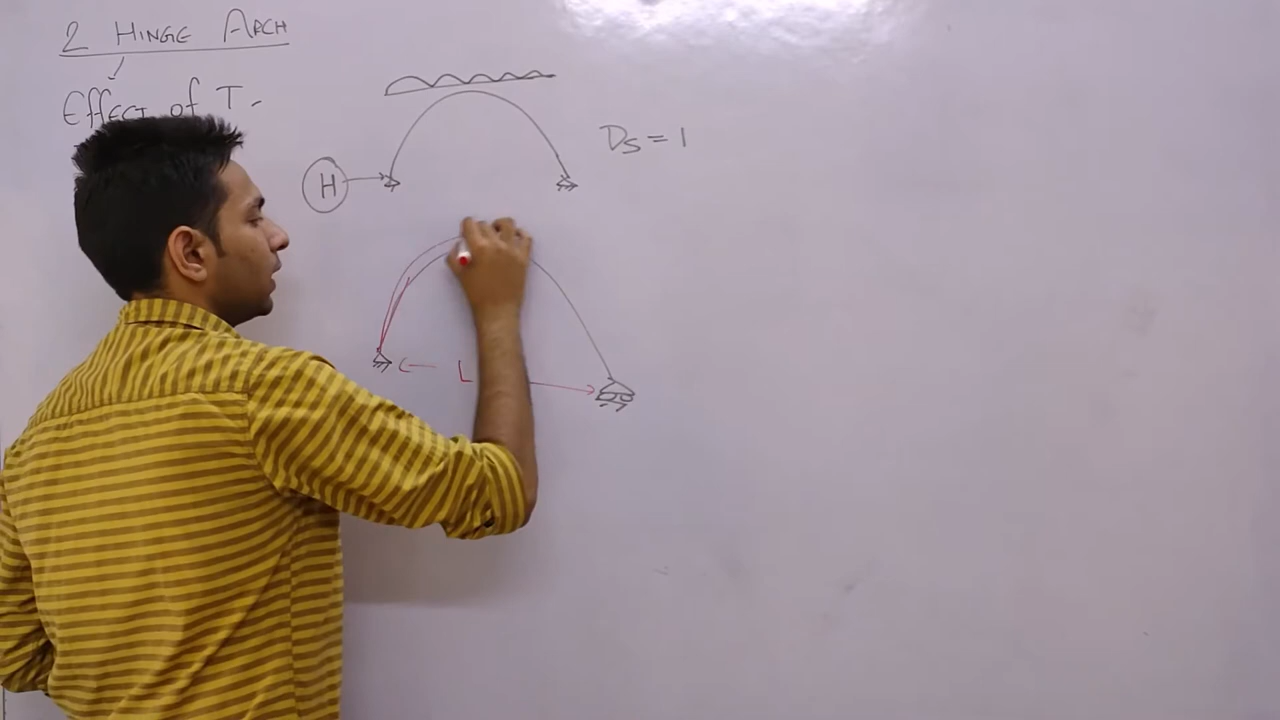 2 HINGE ARCH
Effect of T.
Ds = 1
H
L